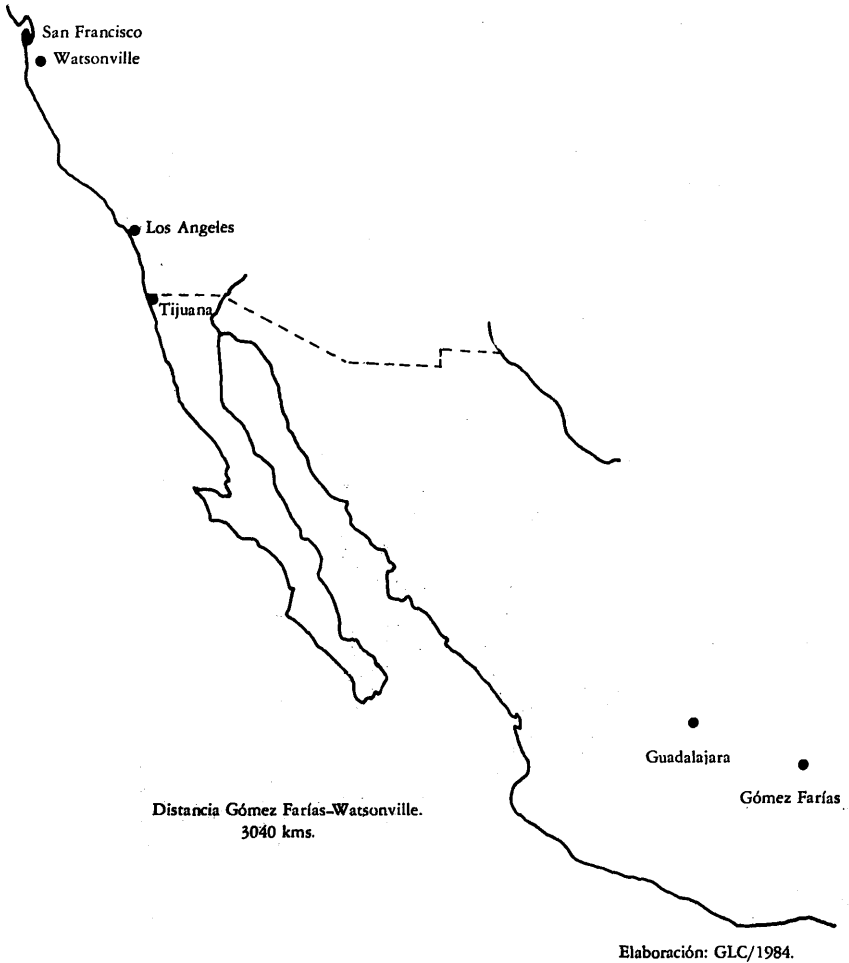 San Francisco
Watsonville
Los Angeles
Tijuana
Guadalajara
Gómez Farías
Distancia Gómez Farías-Watsonville.
3040 kms.
Elaboración: GLC/1984.